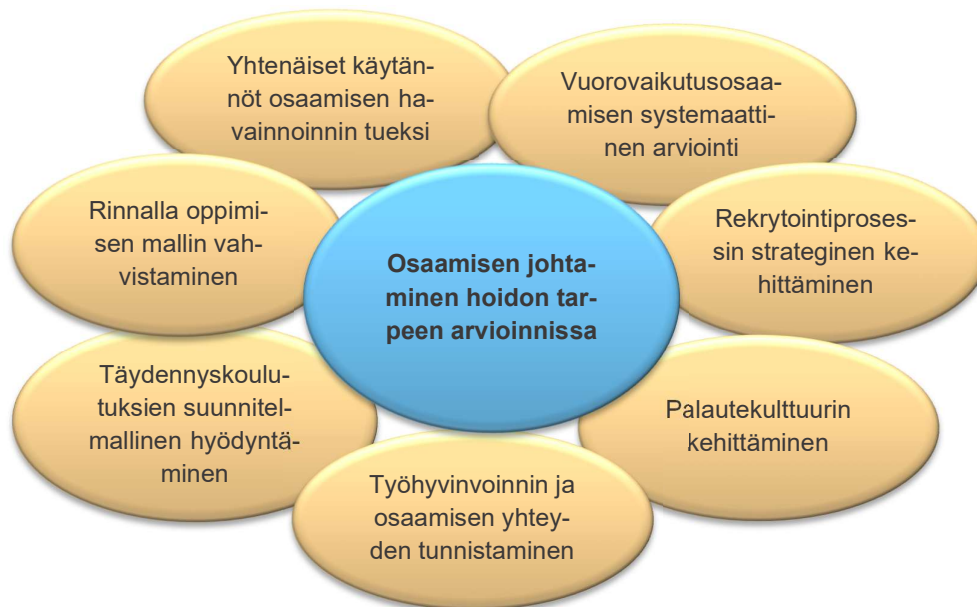 Yhtenäiset käytän-
nöt osaamisen ha-
vainnoinnin tueksi
Vuorovaikutusosaa-
misen systemaatti-
nen arviointi
Rinnalla oppimi-
sen mallin vah-
vistaminen
Osaamisen johta-
minen hoidon tar-
peen arvioinnissa
Rekrytointiproses-
sin strateginen ke-
hittäminen
Täydennyskoulu-
tuksien suunnitel-
mallinen hyödyntä-
minen
Palautekulttuurin
kehittäminen
Työhyvinvoinnin ja
osaamisen yhtey-
den tunnistaminen